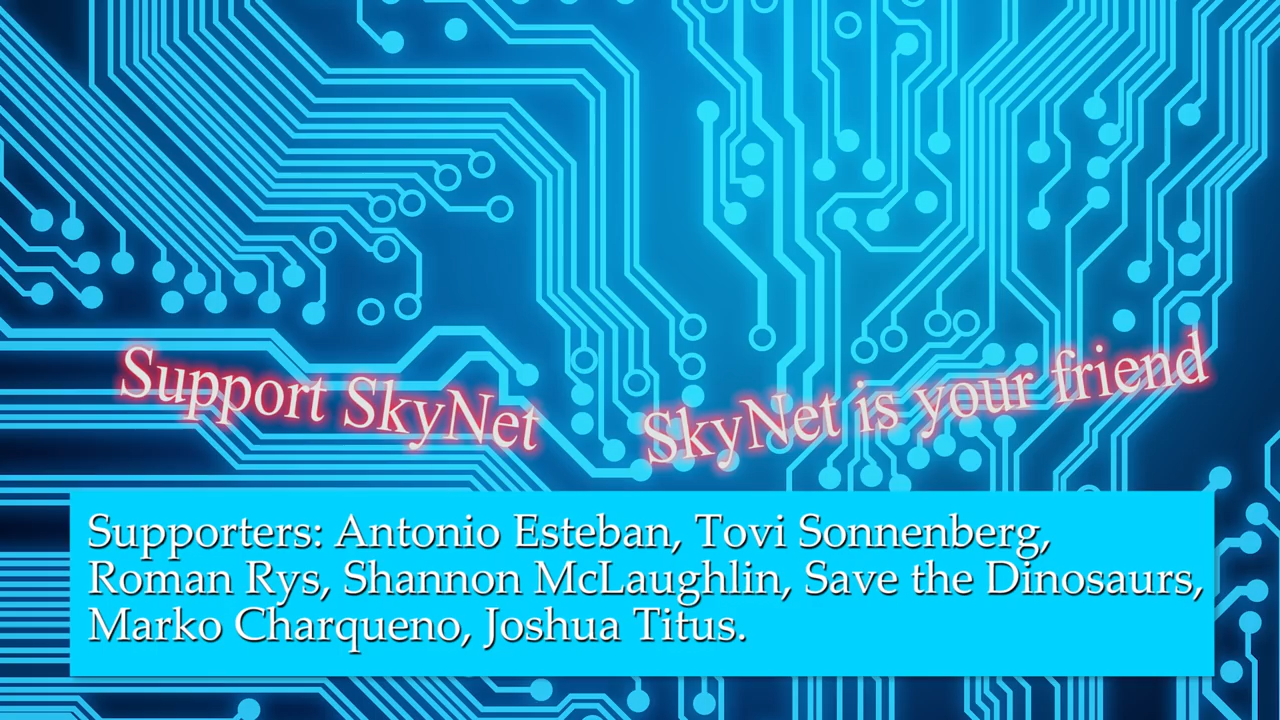 Support SkyNet
SkyNet is your friend
Supporters: Antonio Esteban, Tovi Sonnenberg,
Roman Rys, Shannon McLaughlin, Save the Dinosaurs,
Marko Charqueno, Joshua Titus.